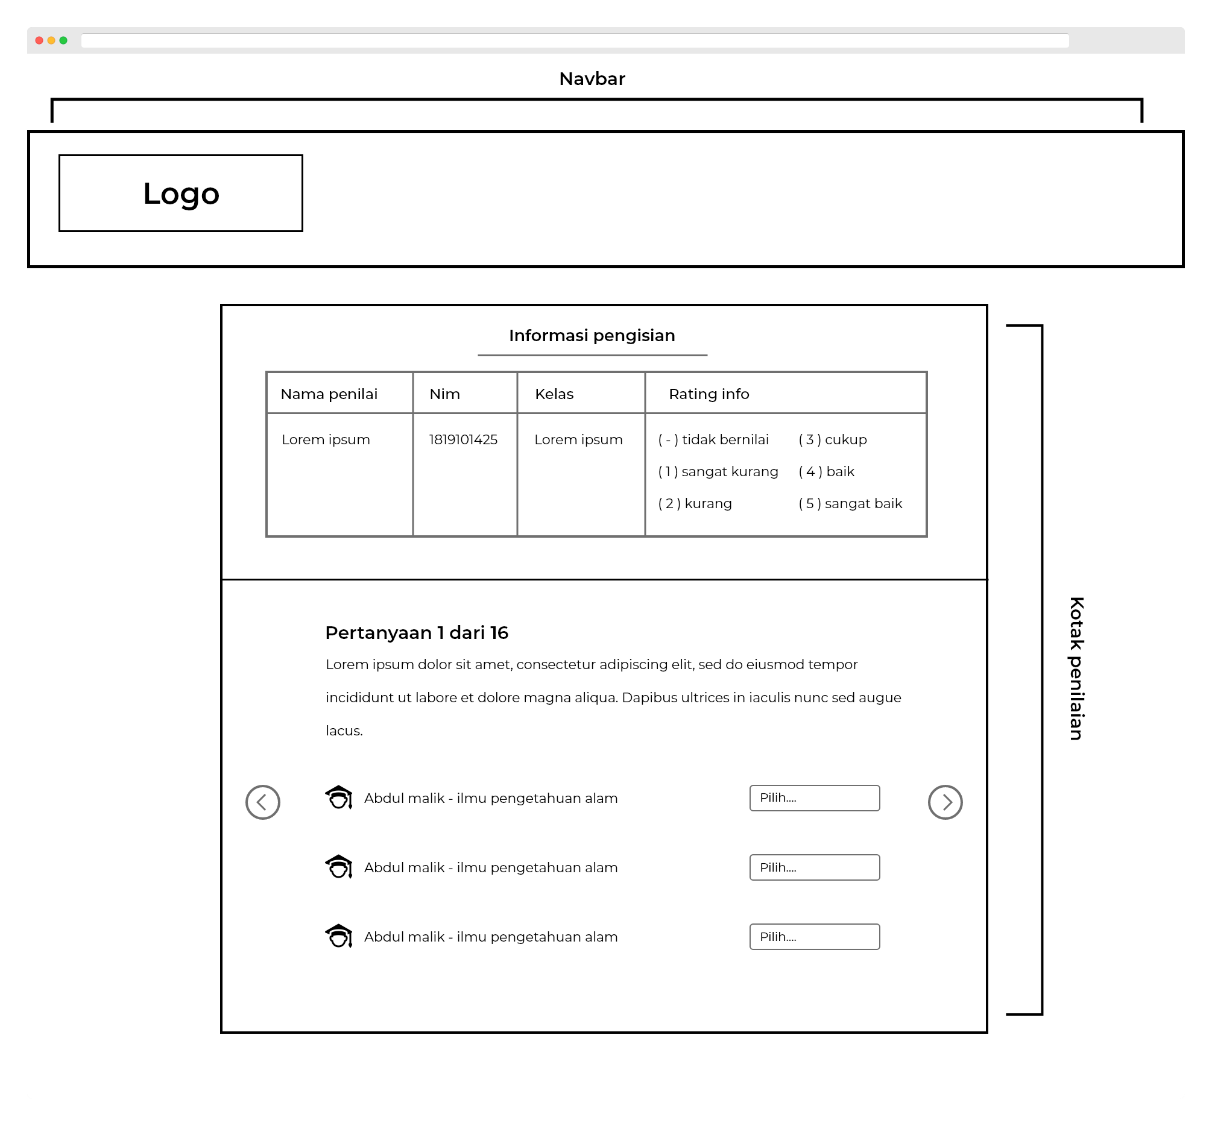 Navbar
Logo
Informasi pengisian
Nama penilai Nim Kelas Rating info
Lorem ipsum 1819101425 Lorem ipsum ( - ) tidak bernilai ( 3 ) cukup
( 1 ) sangat kurang ( 4 ) baik
( 2 ) kurang ( 5 ) sangat baik
Kotak penilaian
Pertanyaan 1 dari 16
Lorem ipsum dolor sit amet, consectetur adipiscing elit, sed do eiusmod tempor
incididunt ut labore et dolore magna aliqua. Dapibus ultrices in iaculis nunc sed augue
lacus.
Abdul malik - ilmu pengetahuan alam Pilih....
Abdul malik - ilmu pengetahuan alam Pilih....
Abdul malik - ilmu pengetahuan alam Pilih....